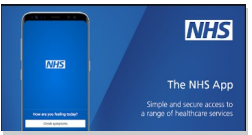 NHS
NHS
The NHS App
How are you feeling today?
Simple and secure access to
a range of healthcare services
Check symptoms